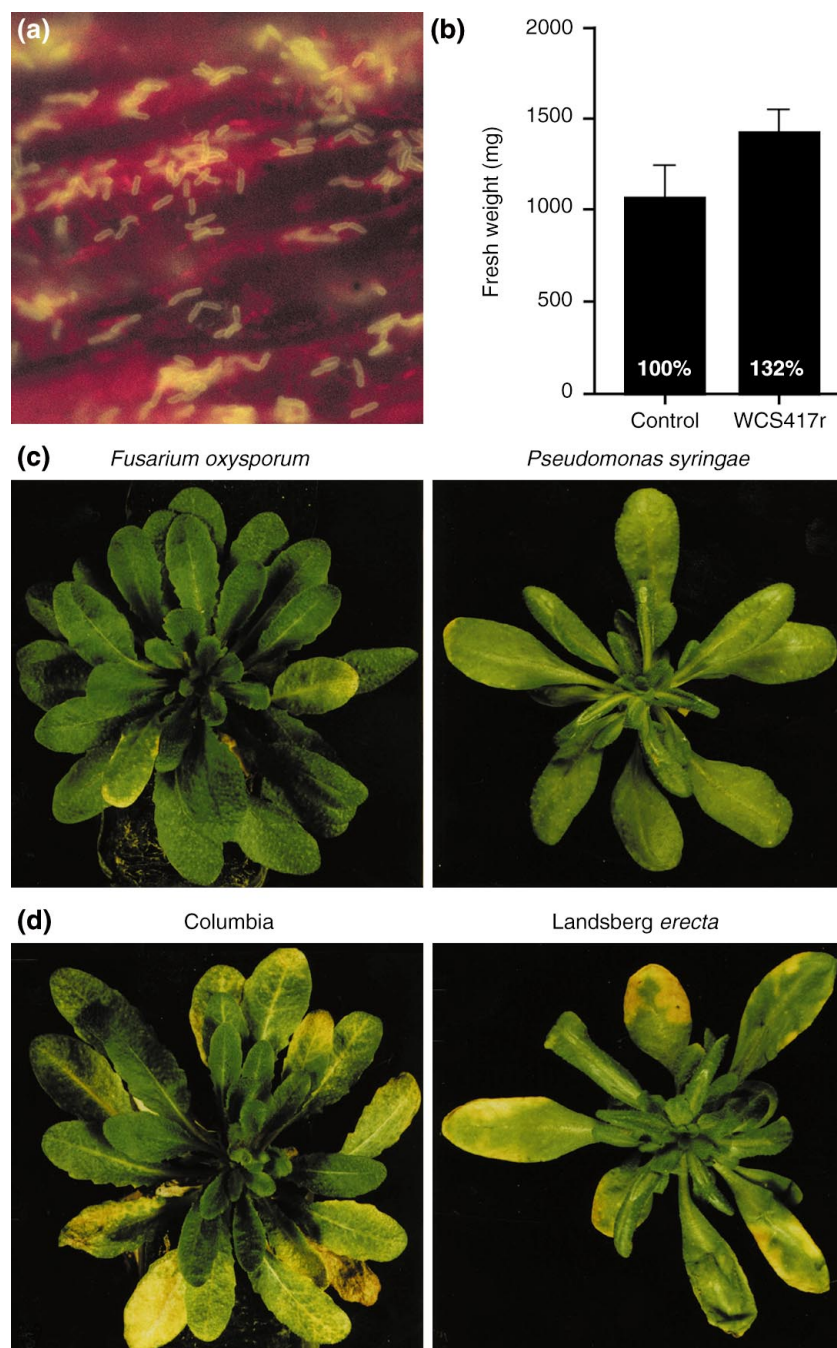 (a)
(b)
2000
1500
1000
500
0
Fresh weight (mg)
100%
132%
Control
WCS417r
(c)
Fusarium oxysporum
Pseudomonas syringae
(d)
Columbia
Landsberg erecta